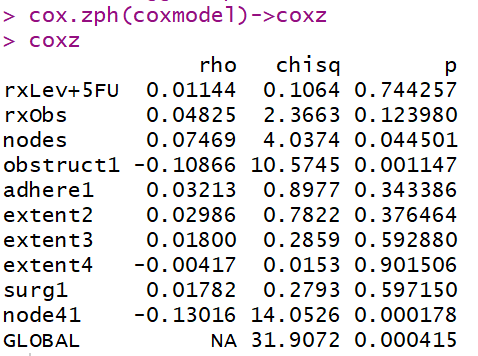 > cox.zph(coxmodel)->coxz
> coxz
rho chisq p
rxLev+5FU 0.01144 0.1064 0.744257
rxObs 0.04825 2.3663 0.123980
nodes 0.07469 4.0374 0.044501
obstruct1 -0.10866 10.5745 0.001147
adhere1 0.03213 0.8977 0.343386
extent2 0.02986 0.7822 0.376464
extent3 0.01800 0.2859 0.592880
extent4 -0.00417 0.0153 0.901506
surg1 0.01782 0.2793 0.597150
node41 -0.13016 14.0526 0.000178
GLOBAL NA 31.9072 0.000415